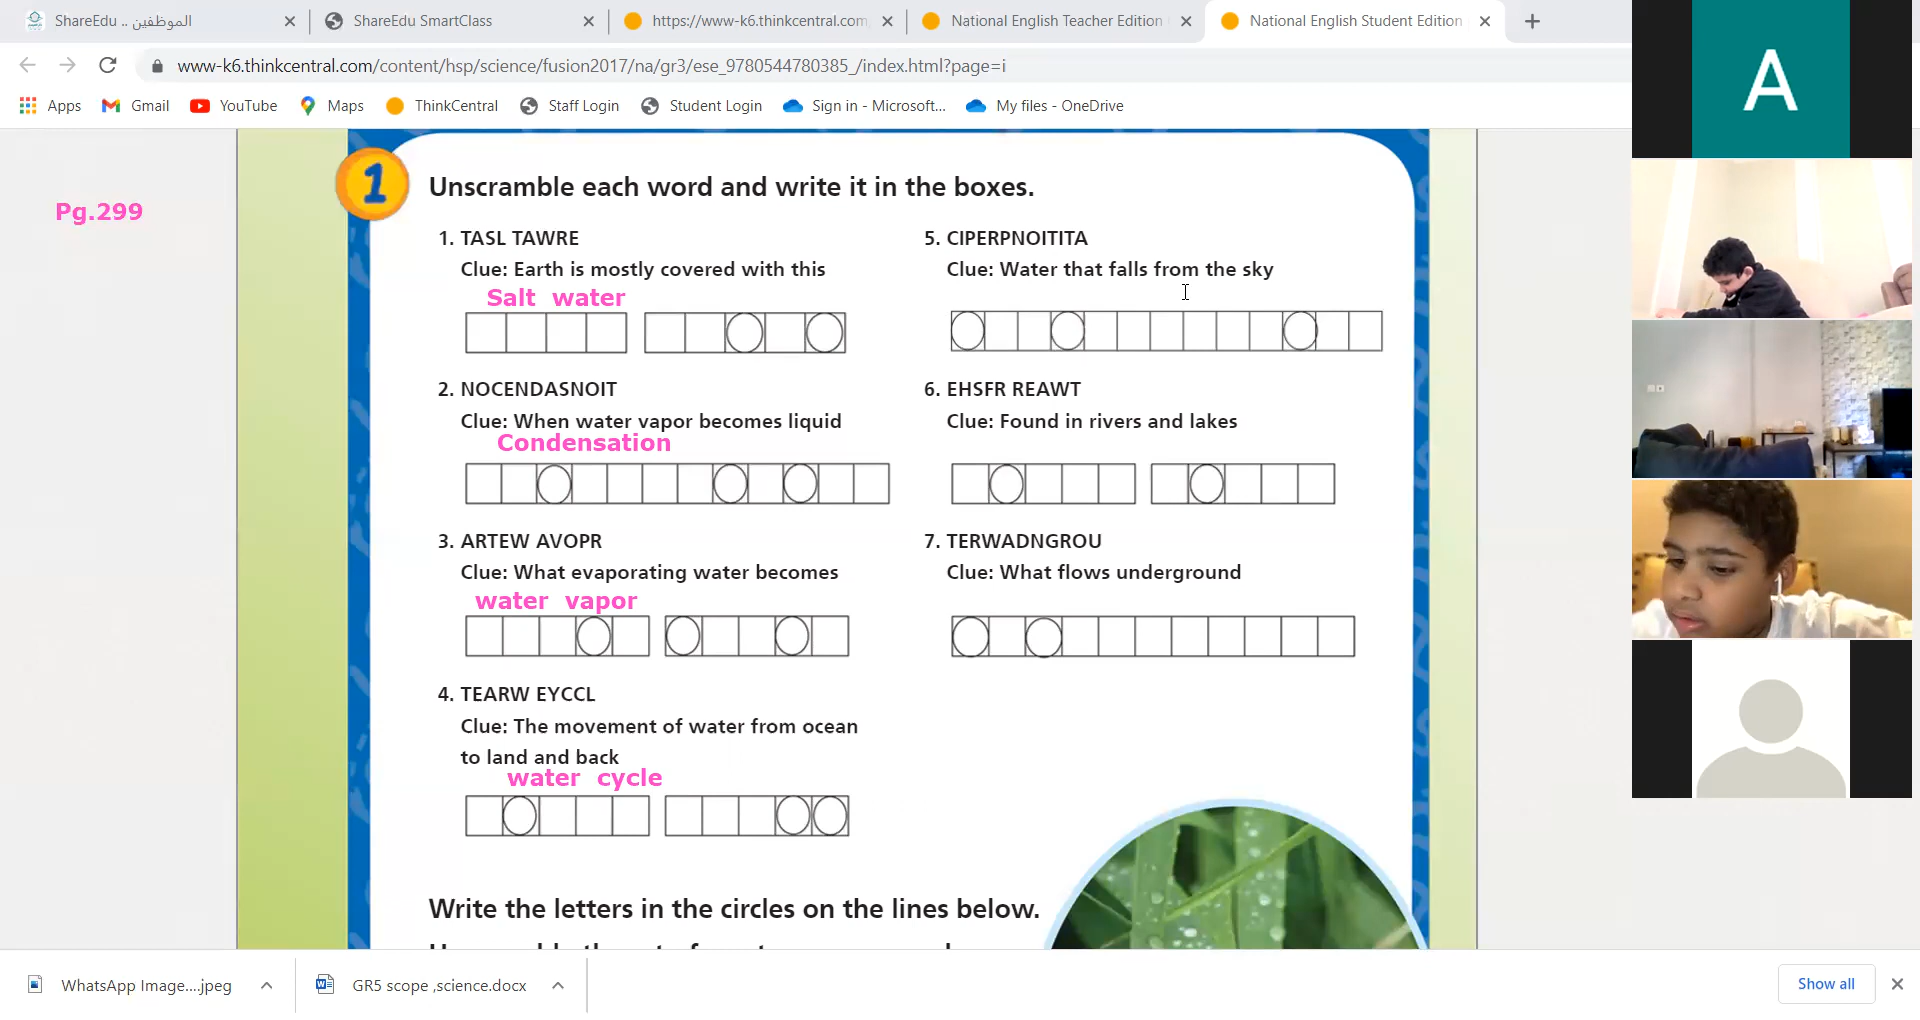 ShareEdu .. الموظفين
ShareEdu SmartClass
https://www-k6.thinkcentral.com
National English Teacher Edition
National English Student Edition
www-k6.thinkcentral.com/content/hsp/science/fusion2017/na/gr3/ese_9780544780385_/index.html?page=i
Apps Gmail YouTube Maps ThinkCentral Staff Login Student Login Sign in - Microsoft... My files - OneDrive
A
Pg.299
1
Unscramble each word and write it in the boxes.
1. TASL TAWRE
Clue: Earth is mostly covered with this
Salt water
2. NOCENDASNOIT
Clue: When water vapor becomes liquid
Condensation
3. ARTEW AVOPR
Clue: What evaporating water becomes
water vapor
4. TEARW EYCCL
Clue: The movement of water from ocean
to land and back
water cycle
5. CIPERPNOITITA
Clue: Water that falls from the sky
6. EHSFR REAWT
Clue: Found in rivers and lakes
7. TERWADNGROU
Clue: What flows underground
Write the letters in the circles on the lines below.
WhatsApp Image....jpeg
GR5 scope ,science.docx
Show all